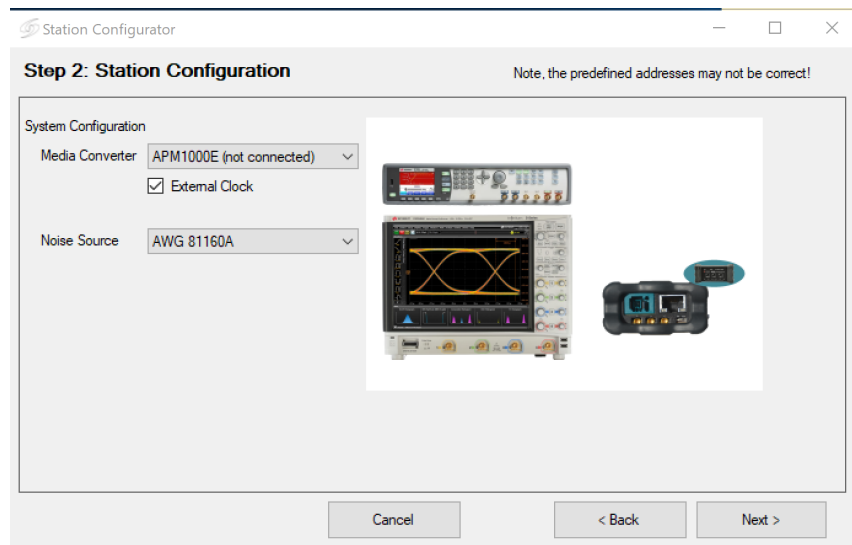 Station Configurator
Step 2: Station Configuration
Note, the predefined addresses may not be correct!
System Configuration
Media Converter APM1000E (not connected)
External Clock
Noise Source AWG 81160A
Cancel < Back Next >